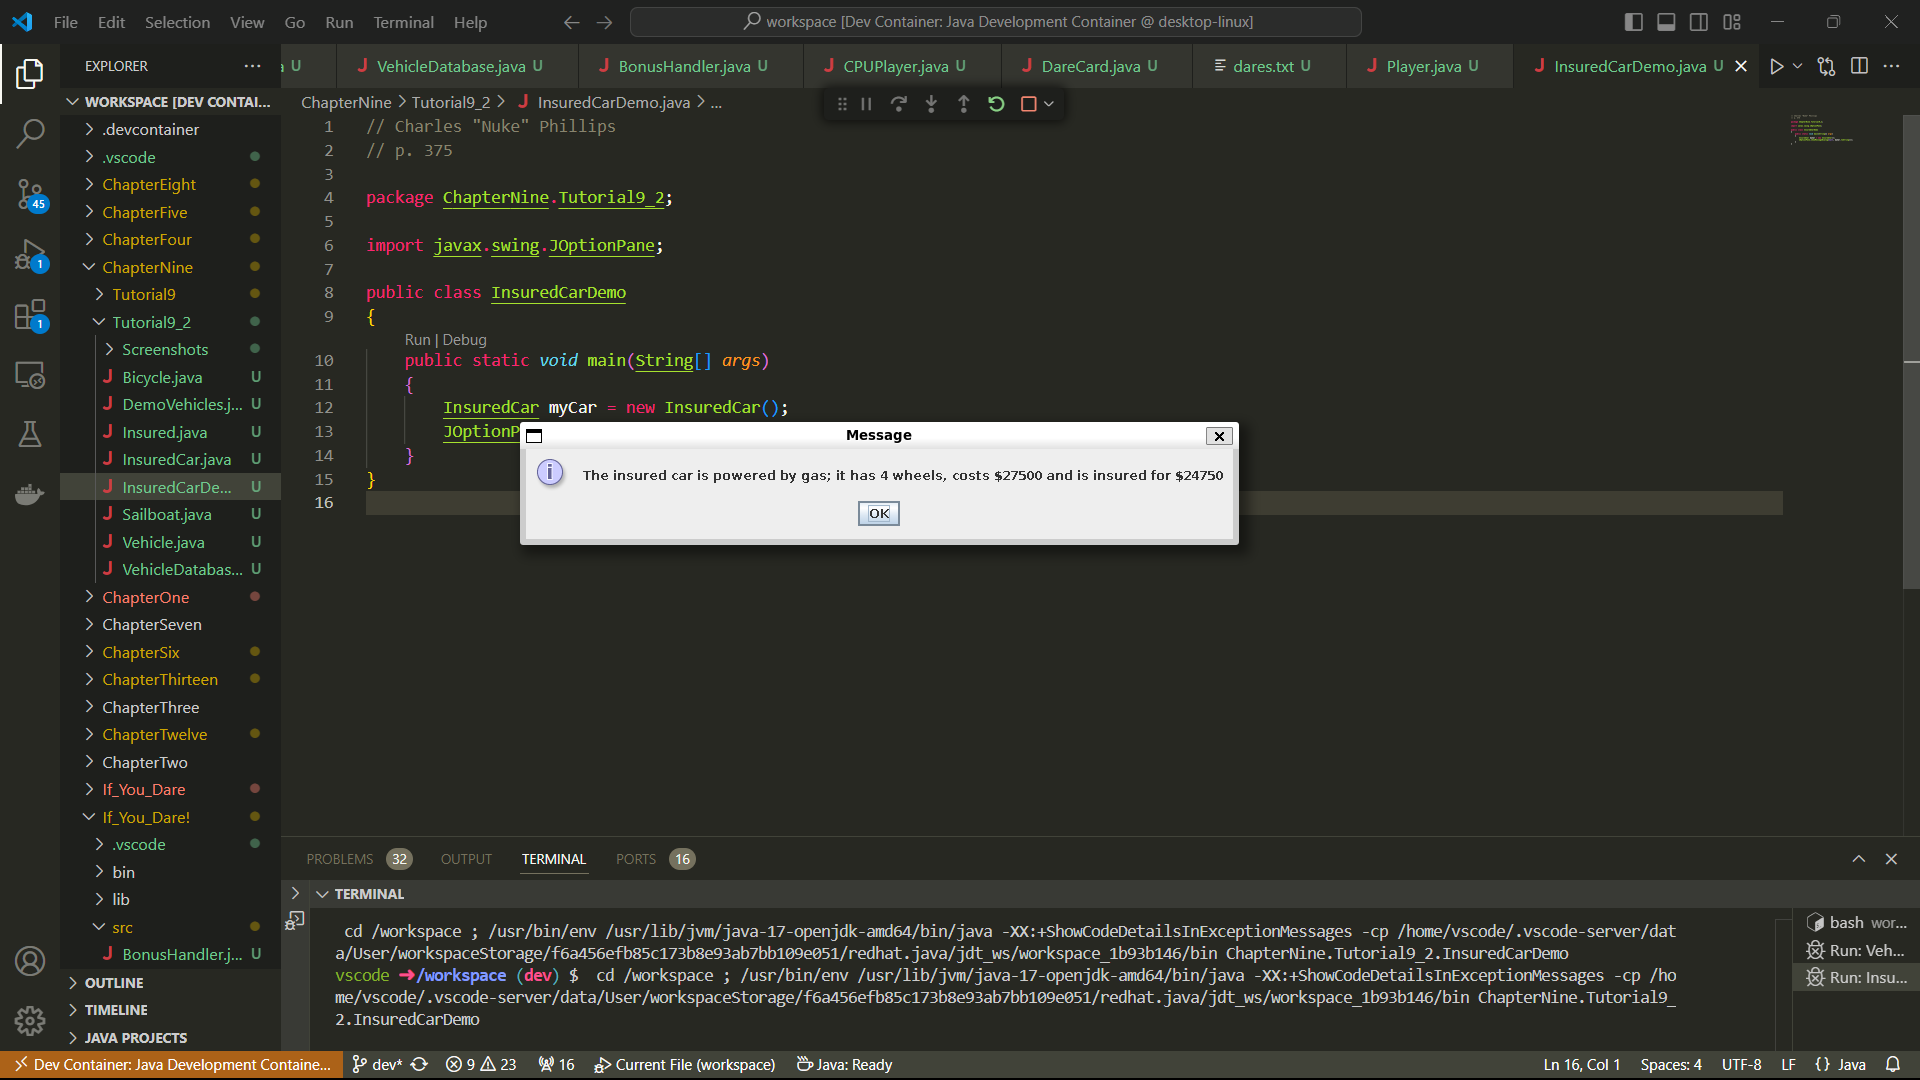 File Edit Selection View Go Run Terminal Help
workspace [Dev Container: Java Development Container @ desktop-linux]
EXPLORER
a U
VehicleDatabase.java U
BonusHandler.java U
CPUPlayer.java U
DareCard.java U
dares.txt U
Player.java U
InsuredCarDemo.java U
WORKSPACE [DEV CONTAI...
ChapterNine > Tutorial9_2 > InsuredCarDemo.java > ...
.devcontainer
.vscode
ChapterEight
ChapterFive
ChapterFour
ChapterNine
Tutorial9
Tutorial9_2
Screenshots
Bicycle.java U
DemoVehicles.j... U
Insured.java U
InsuredCar.java U
InsuredCarDe... U
Sailboat.java U
Vehicle.java U
VehicleDatabas... U
ChapterOne
ChapterSeven
ChapterSix
ChapterThirteen
ChapterThree
ChapterTwelve
ChapterTwo
If_You_Dare
If_You_Dare!
.vscode
bin
lib
src
BonusHandler.j... U
OUTLINE
TIMELINE
JAVA PROJECTS
45
1
1
1 // Charles "Nuke" Phillips
2 // p. 375
3
4 package ChapterNine.Tutorial9_2;
5
6 import javax.swing.JOptionPane;
7
8 public class InsuredCarDemo
9 {
Run | Debug
10 public static void main(String[] args)
11 {
12 InsuredCar myCar = new InsuredCar();
13 JOptionP
14 }
15 }
16
Message
The insured car is powered by gas; it has 4 wheels, costs $27500 and is insured for $24750
OK
PROBLEMS 32 OUTPUT TERMINAL PORTS 16
TERMINAL
cd /workspace ; /usr/bin/env /usr/lib/jvm/java-17-openjdk-amd64/bin/java -XX:+ShowCodeDetailsInExceptionMessages -cp /home/vscode/.vscode-server/dat
a/User/workspaceStorage/f6a456efb85c173b8e93ab7bb109e051/redhat.java/jdt_ws/workspace_1b93b146/bin ChapterNine.Tutorial9_2.InsuredCarDemo
vscode ➜ /workspace (dev) $ cd /workspace ; /usr/bin/env /usr/lib/jvm/java-17-openjdk-amd64/bin/java -XX:+ShowCodeDetailsInExceptionMessages -cp /ho
me/vscode/.vscode-server/data/User/workspaceStorage/f6a456efb85c173b8e93ab7bb109e051/redhat.java/jdt_ws/workspace_1b93b146/bin ChapterNine.Tutorial9_
2.InsuredCarDemo
bash wor...
Run: Veh...
Run: Insu...
Dev Container: Java Development Containe... dev* 9 23 16 Current File (workspace) Java: Ready Ln 16, Col 1 Spaces: 4 UTF-8 LF {} Java